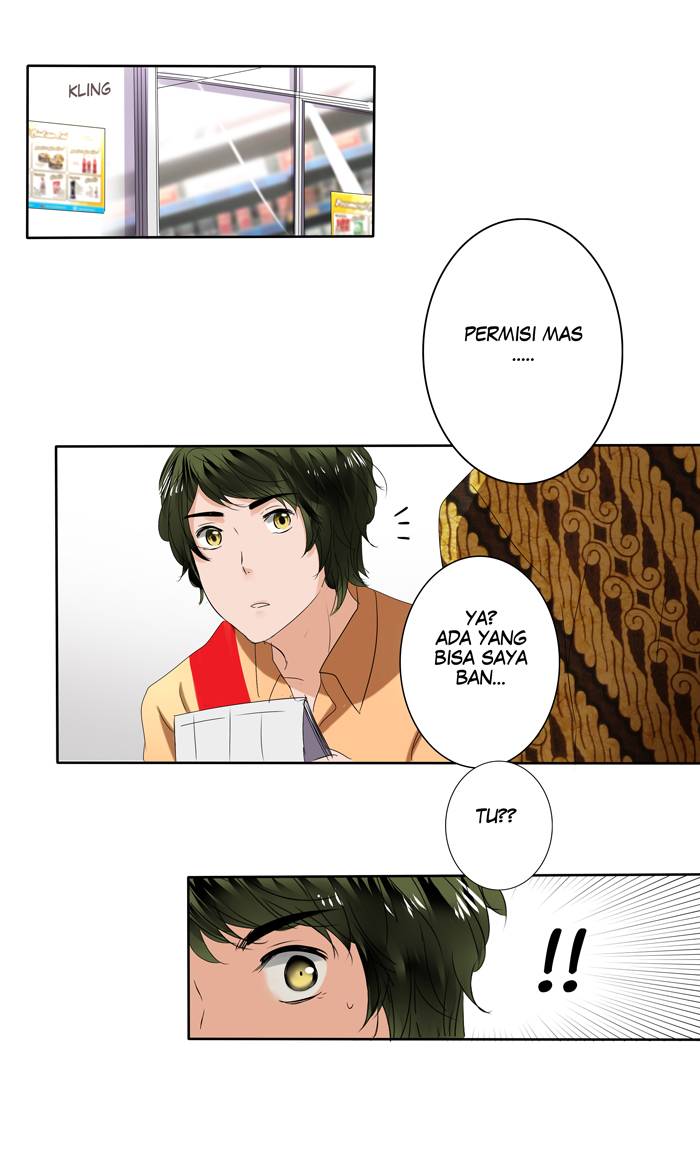 KLING
PERMISI MAS
.....
YA?
ADA YANG
BISA SAYA
BAN...
TU??
!!